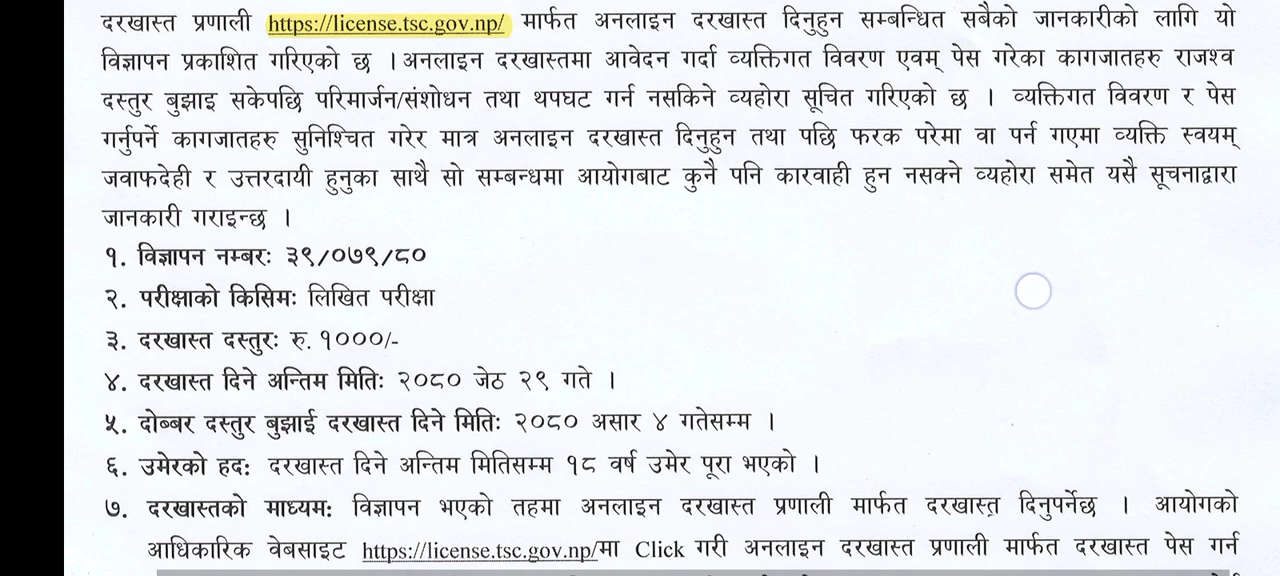 दरखास्त प्रणाली https://license.tsc.gov.np/ मार्फत अनलाइन दरखास्त दिनुहुन सम्बन्धित सबैको जानकारीको लागि यो
विज्ञापन प्रकाशित गरिएको छ । अनलाइन दरखास्तमा आवेदन गर्दा व्यक्तिगत विवरण एवम् पेस गरेका कागजातहरु राजश्व
दस्तुर बुझाइ सकेपछि परिमार्जन/संशोधन तथा थपघट गर्न नसकिने व्यहोरा सूचित गरिएको छ । व्यक्तिगत विवरण र पेस
गर्नुपर्ने कागजातहरु सुनिश्चित गरेर मात्र अनलाइन दरखास्त दिनुहुन तथा पछि फरक परेमा वा पर्न गएमा व्यक्ति स्वयम्
जवाफदेही र उत्तरदायी हुनुका साथै सो सम्बन्धमा आयोगबाट कुनै पनि कारवाही हुन नसक्ने व्यहोरा समेत यसै सूचनाद्वारा
जानकारी गराइन्छ ।
१. विज्ञापन नम्बरः ३९/०७९/८०
२. परीक्षाको किसिमः लिखित परीक्षा
३. दरखास्त दस्तुरः रु. १०००/-
४. दरखास्त दिने अन्तिम मितिः २०८० जेठ २९ गते ।
५. दोब्बर दस्तुर बुझाई दरखास्त दिने मितिः २०८० असार ४ गतेसम्म ।
६. उमेरको हदः दरखास्त दिने अन्तिम मितिसम्म १८ वर्ष उमेर पूरा भएको ।
७. दरखास्तको माध्यमः विज्ञापन भएको तहमा अनलाइन दरखास्त प्रणाली मार्फत दरखास्त दिनुपर्नेछ । आयोगको
आधिकारिक वेबसाइट https://license.tsc.gov.np/मा Click गरी अनलाइन दरखास्त प्रणाली मार्फत दरखास्त पेस गर्न